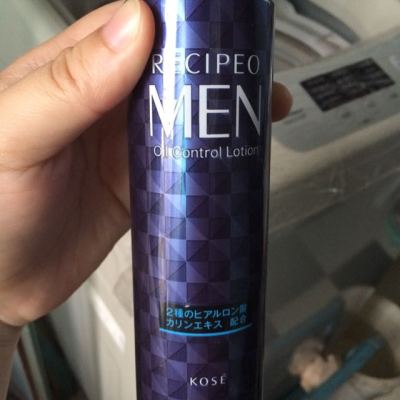 RECIPEO
MEN
Oil Control Lotion
2種のヒアルロン酸
カリンエキス 配合
KOSÉ